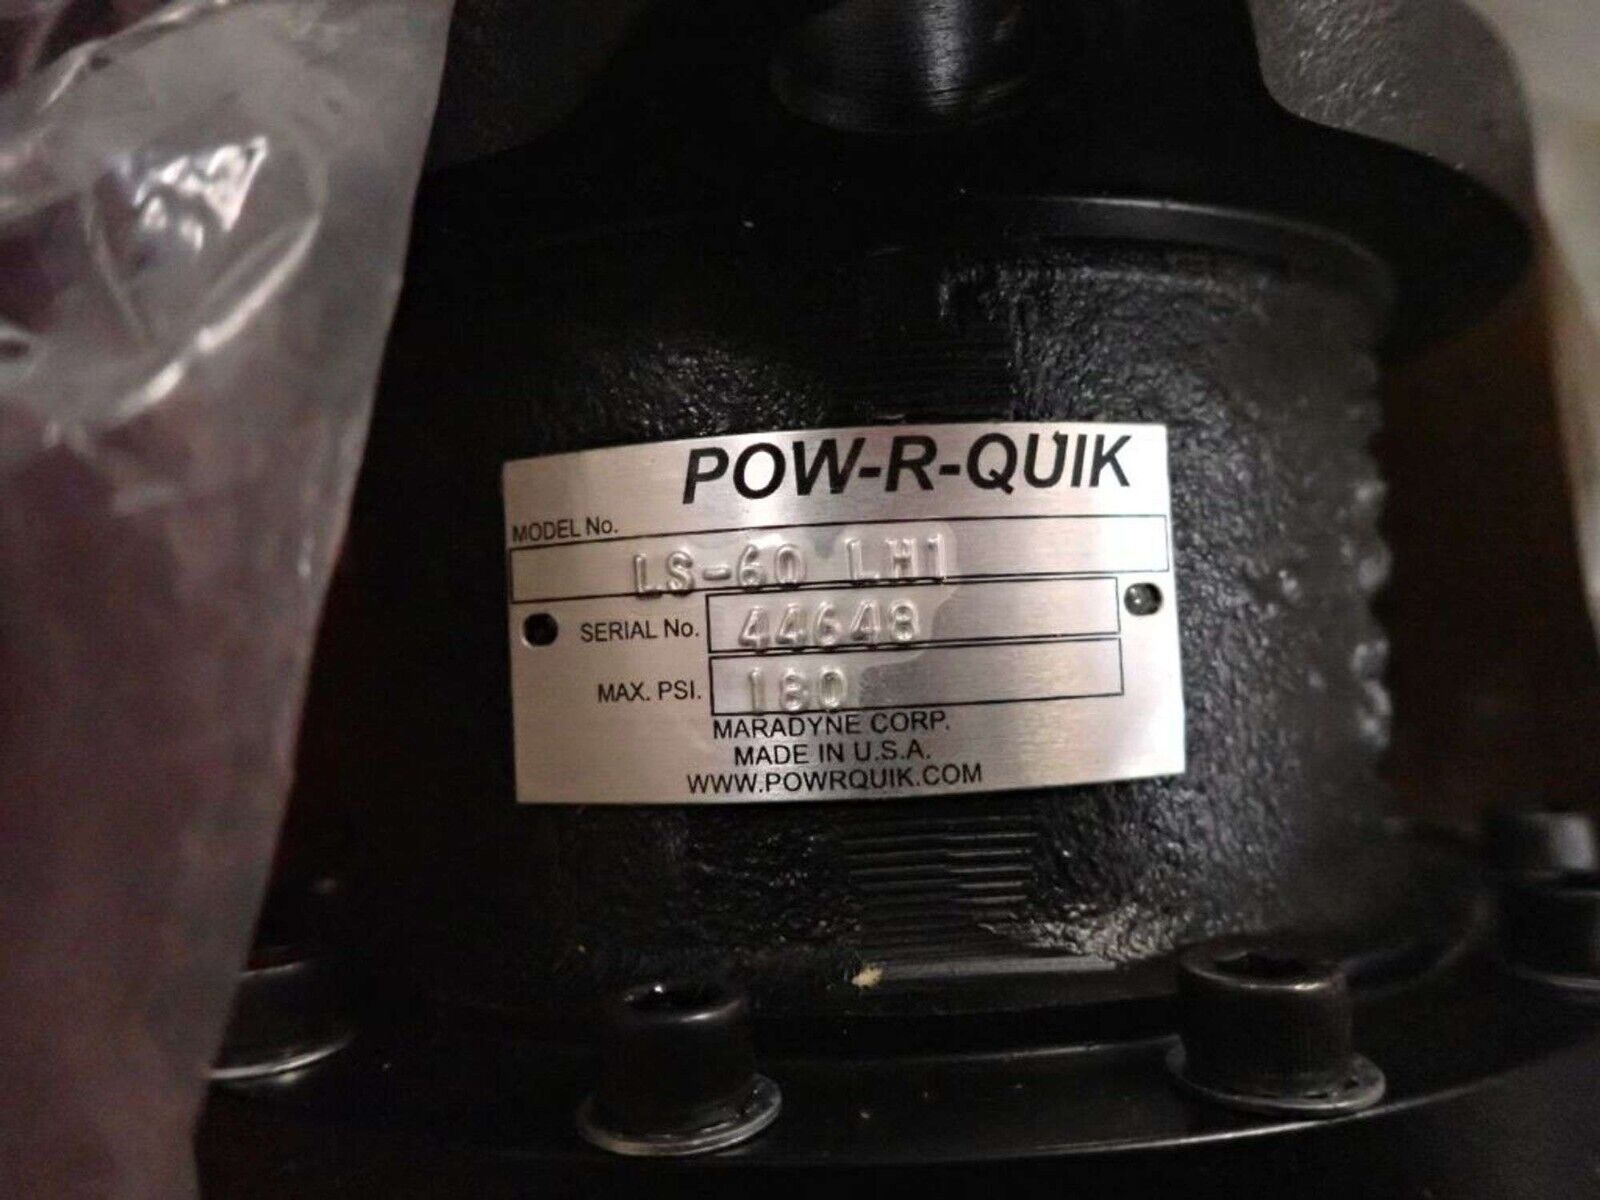 POW-R-QUIK
MODEL No.
LS-60 LH1
SERIAL No. 44648
MAX. PSI. 180
MARADYNE CORP.
MADE IN U.S.A.
WWW.POWRQUIK.COM